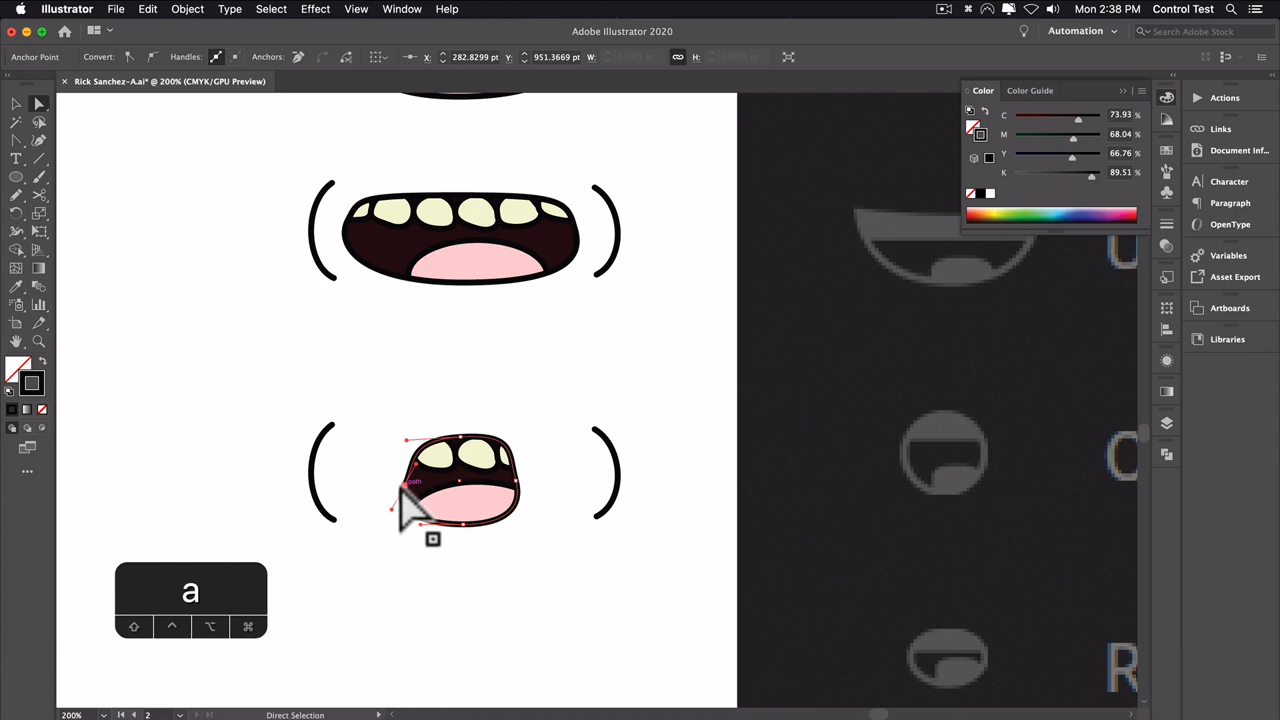 Illustrator File Edit Object Type Select Effect View Window Help
Mon 2:38 PM Control Test
Adobe Illustrator 2020
Automation
Search Adobe Stock
Anchor Point Convert: Handles: Anchors: X: 282.8299 pt Y: 951.3669 pt W: H:
× Rick Sanchez-A.ai* @ 200% (CMYK/GPU Preview)
Color Color Guide
C 73.93 %
M 68.04 %
Y 66.76 %
K 89.51 %
Actions
Links
Document Inf...
Character
Paragraph
OpenType
Variables
Asset Export
Artboards
Libraries
path
a
R
200% 2 Direct Selection